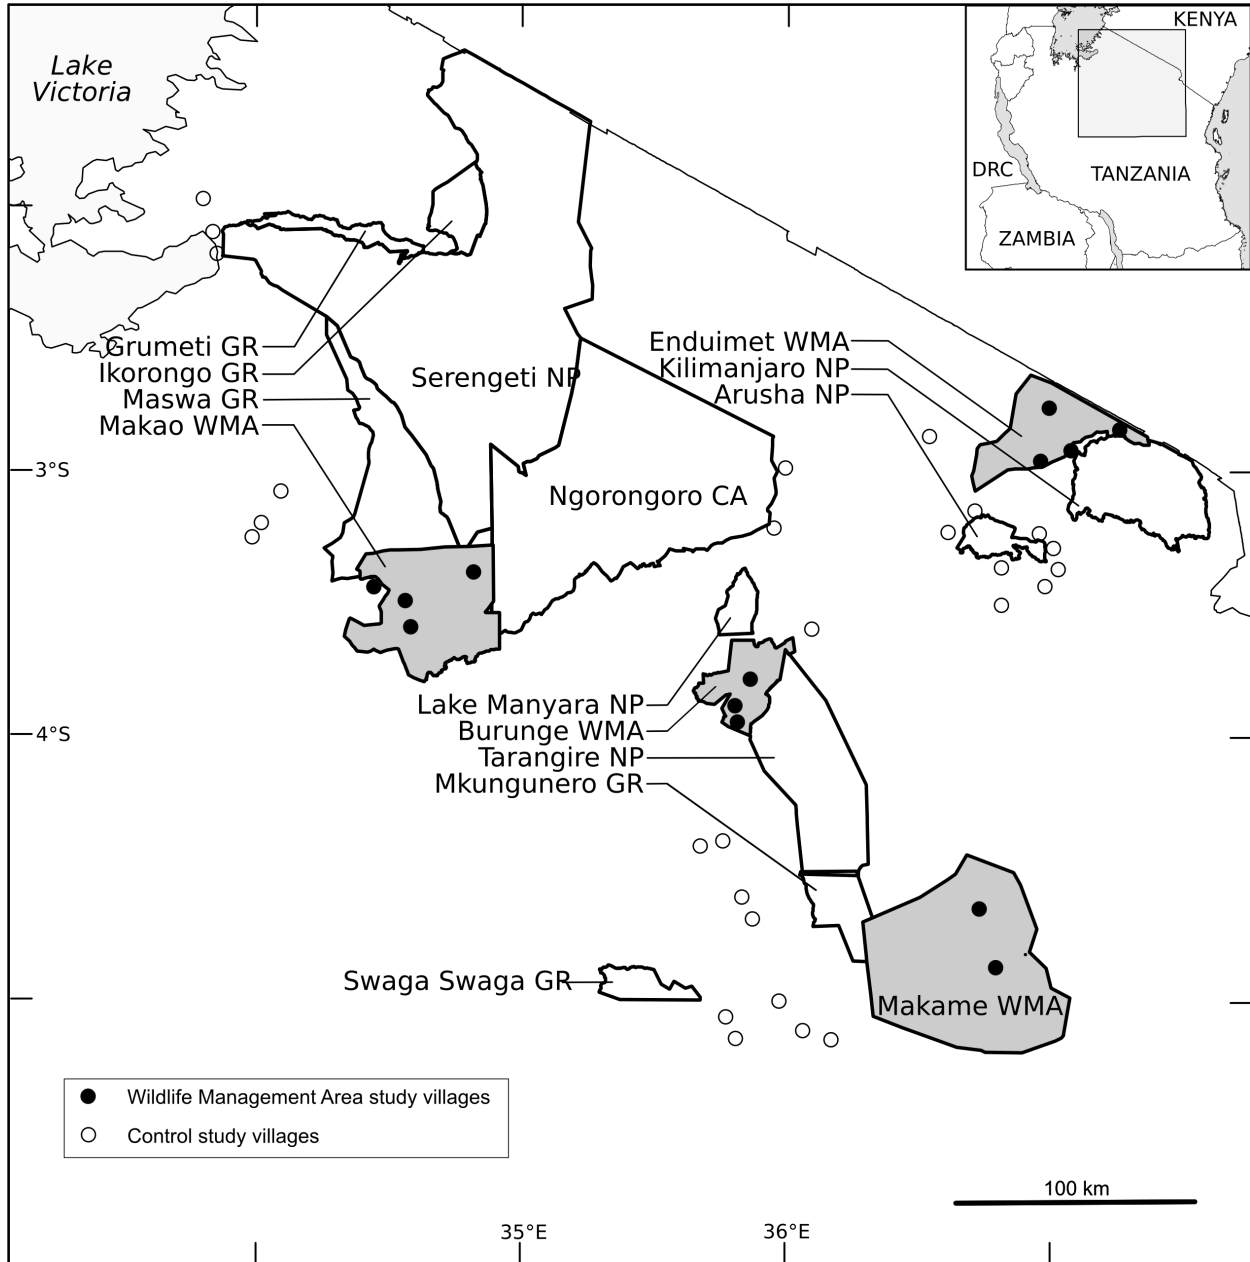 Lake
Victoria
KENYA
DRC
TANZANIA
ZAMBIA
Grumeti GR
Ikorongo GR
Maswa GR
Makao WMA
Serengeti NP
Enduimet WMA
Kilimanjaro NP
Arusha NP
3°S
Ngorongoro CA
Lake Manyara NP
Burunge WMA
Tarangire NP
Mkungunero GR
4°S
Swaga Swaga GR
Makame WMA
Wildlife Management Area study villages
Control study villages
100 km
35°E
36°E